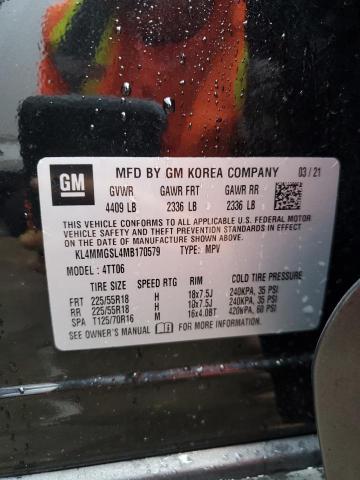 GM
MFD BY GM KOREA COMPANY 03/21
GVWR GAWR FRT GAWR RR
4409 LB 2336 LB 2336 LB
THIS VEHICLE CONFORMS TO ALL APPLICABLE U.S. FEDERAL MOTOR
VEHICLE SAFETY AND THEFT PREVENTION STANDARDS IN EFFECT ON
THE DATE OF MANUFACTURE SHOWN ABOVE.
KL4MMGSL4MB170579 TYPE: MPV
MODEL: 4TT06
TIRE SIZE SPEED RTG RIM COLD TIRE PRESSURE
FRT 225/55R18 H 18x7.5J 240KPA, 35 PSI
RR 225/55R18 H 18x7.5J 240KPA, 35 PSI
SPA T125/70R16 M 16x4.0BT 420KPA, 60 PSI
SEE OWNER'S MANUAL FOR MORE INFORMATION.